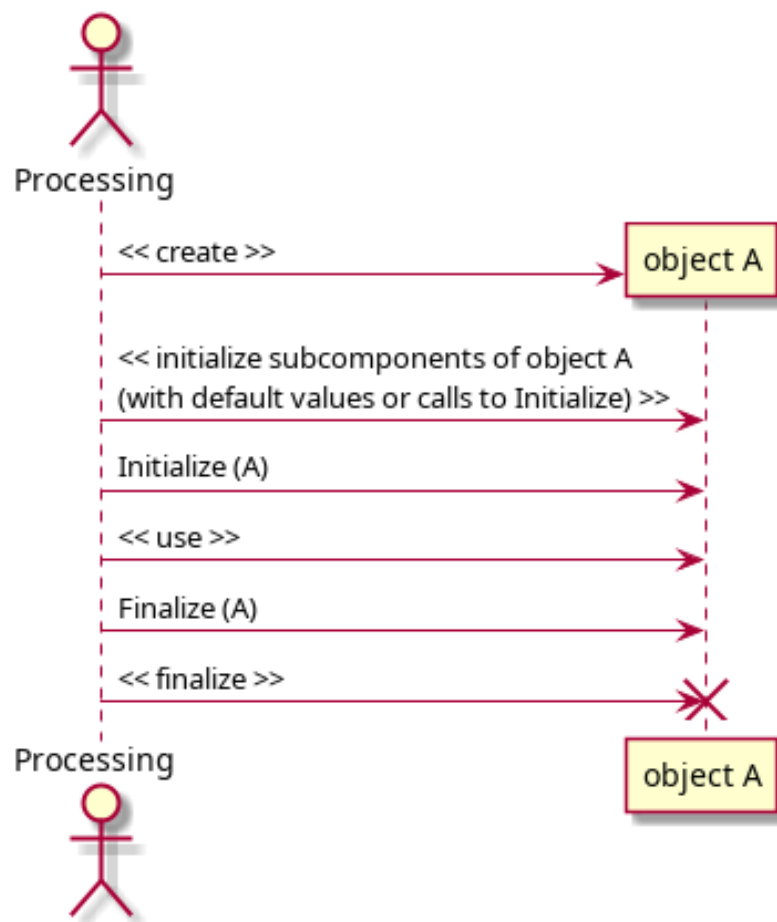 Processing
<< create >>
object A
<< initialize subcomponents of object A
(with default values or calls to Initialize) >>
Initialize (A)
<< use >>
Finalize (A)
<< finalize >>
Processing
object A